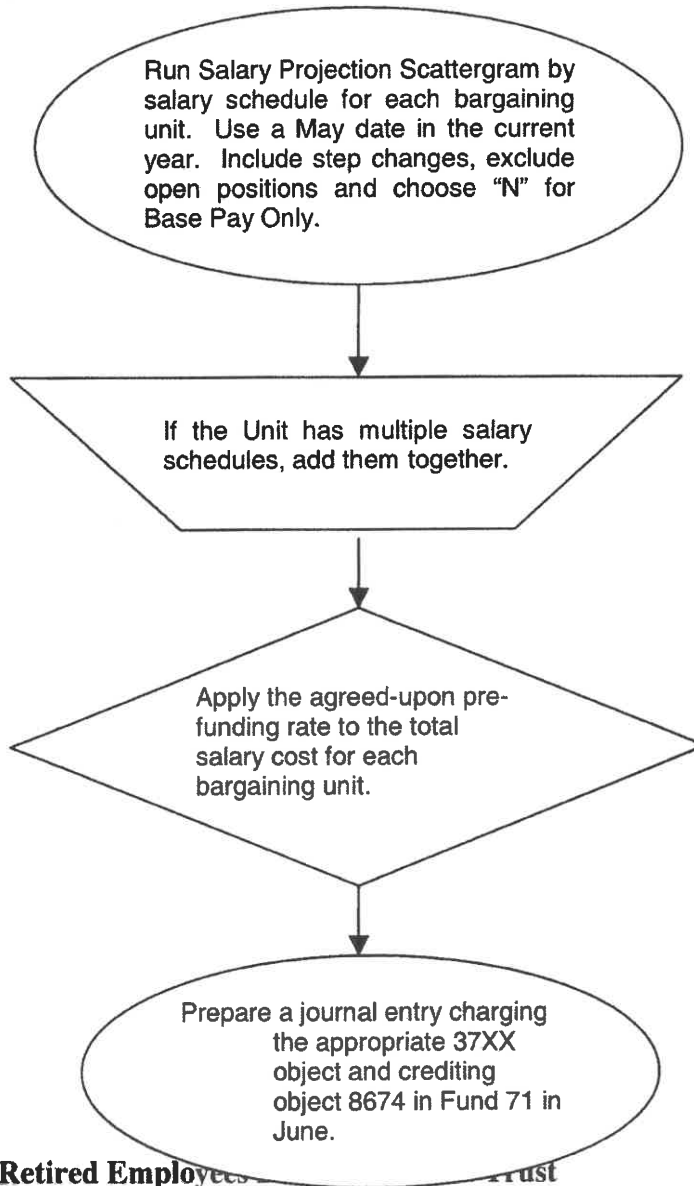 Run Salary Projection Scattergram by
salary schedule for each bargaining
unit. Use a May date in the current
year. Include step changes, exclude
open positions and choose “N” for
Base Pay Only.
If the Unit has multiple salary
schedules, add them together.
Apply the agreed-upon pre-
funding rate to the total
salary cost for each
bargaining unit.
Prepare a journal entry charging
the appropriate 37XX
object and crediting
object 8674 in Fund 71 in
June.
Retired Employees Trust